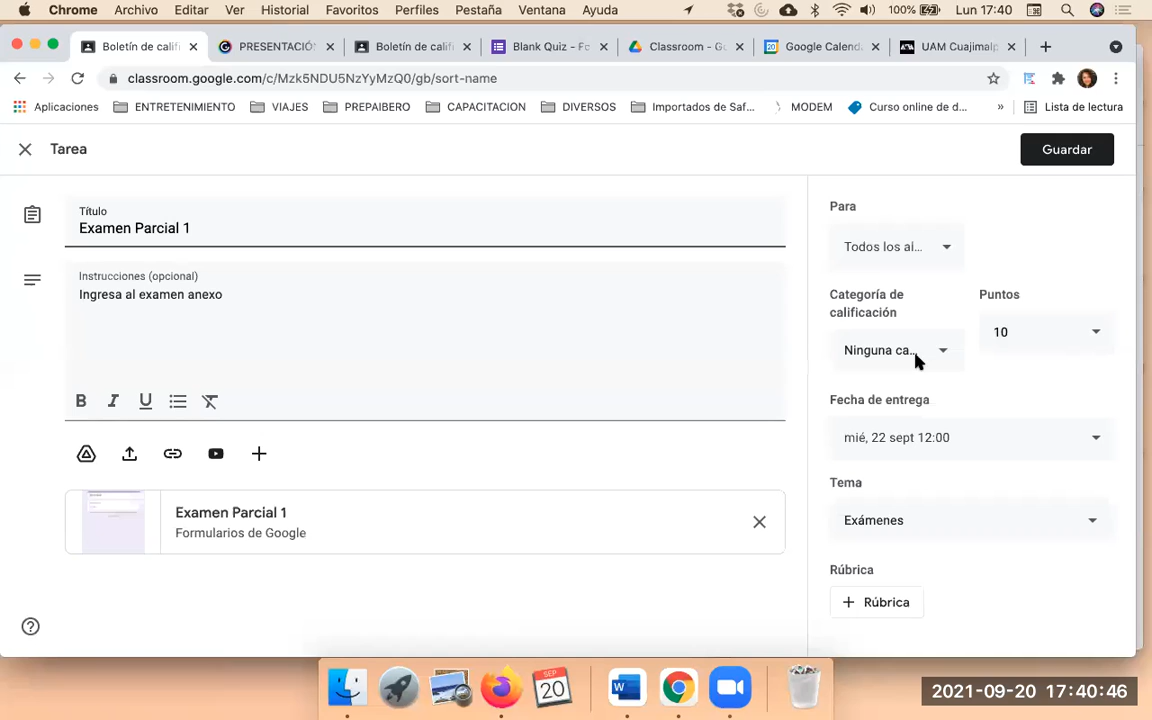 Chrome Archivo Editar Ver Historial Favoritos Perfiles Pestaña Ventana Ayuda 100% Lun 17:40
Boletín de calif PRESENTACIÓ Boletín de calif Blank Quiz - Fo Classroom - G Google Calend UAM Cuajimalp
classroom.google.com/c/Mzk5NDU5NzYyMzQ0/gb/sort-name
Aplicaciones ENTRETENIMIENTO VIAJES PREPAIBERO CAPACITACION DIVERSOS Importados de Saf... MODEM Curso online de d... » Lista de lectura
Tarea
Guardar
Título
Examen Parcial 1
Instrucciones (opcional)
Ingresa al examen anexo
B I U
Examen Parcial 1
Formularios de Google
Para
Todos los al...
Categoría de
calificación
Puntos
Ninguna ca...
10
Fecha de entrega
mié, 22 sept 12:00
Tema
Exámenes
Rúbrica
+ Rúbrica
SEP
20
W
2021-09-20 17:40:46